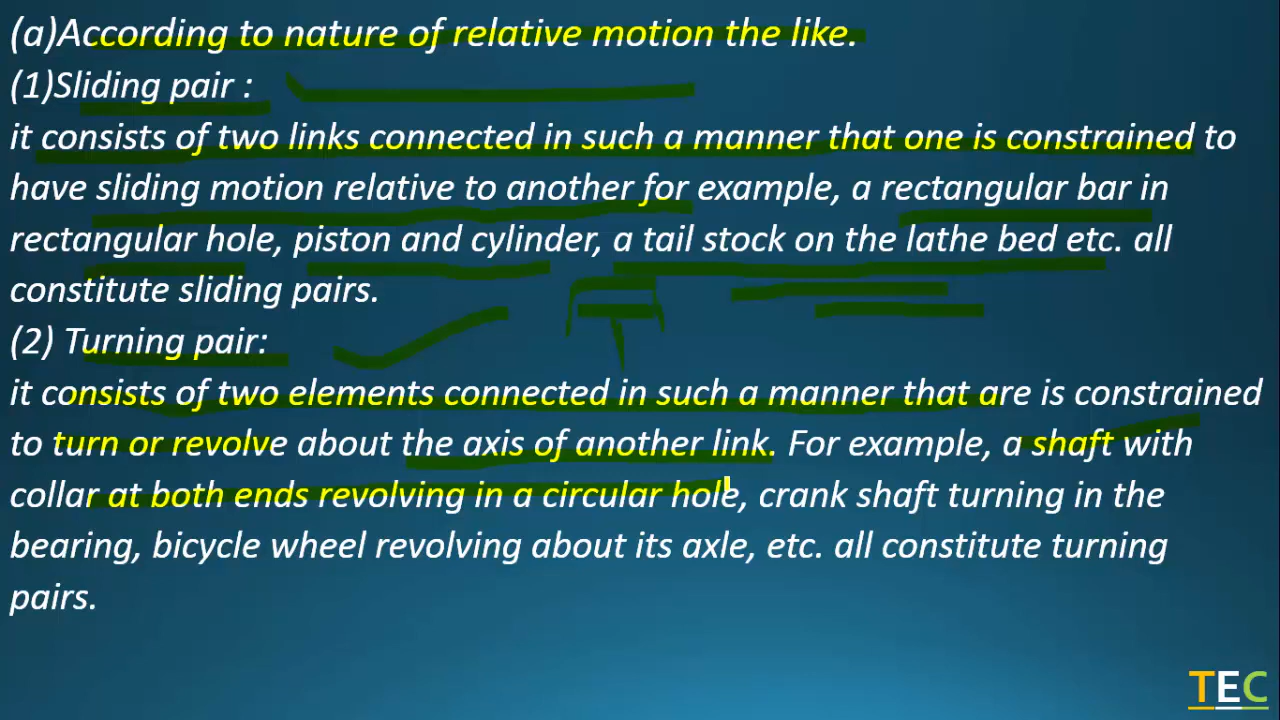 (a)According to nature of relative motion the like.
(1)Sliding pair :
it consists of two links connected in such a manner that one is constrained to
have sliding motion relative to another for example, a rectangular bar in
rectangular hole, piston and cylinder, a tail stock on the lathe bed etc. all
constitute sliding pairs.
(2) Turning pair:
it consists of two elements connected in such a manner that are is constrained
to turn or revolve about the axis of another link. For example, a shaft with
collar at both ends revolving in a circular hole, crank shaft turning in the
bearing, bicycle wheel revolving about its axle, etc. all constitute turning
pairs.
TEC